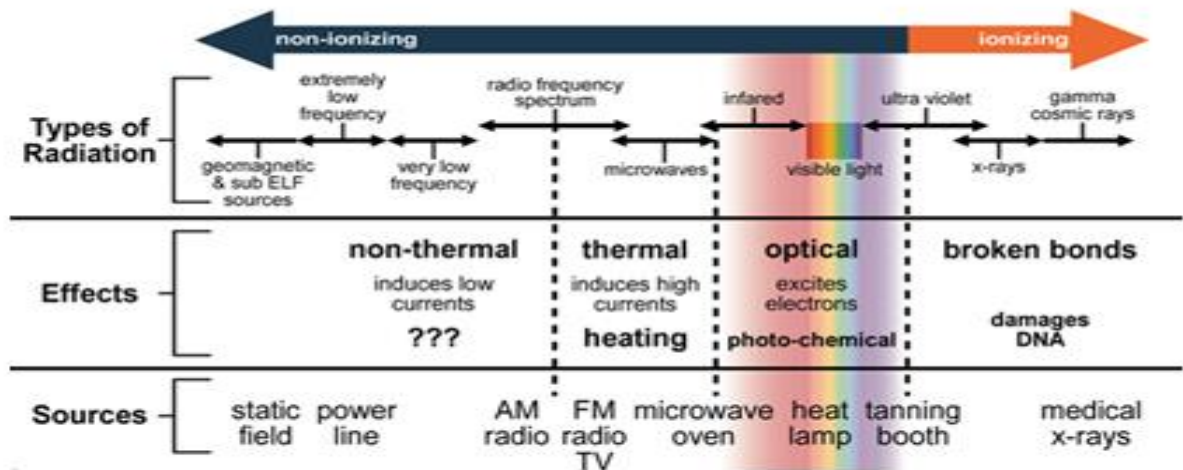 non-ionizing
ionizing
Types of
Radiation
geomagnetic
& sub ELF
sources
extremely
low
frequency
very low
frequency
radio frequency
spectrum
microwaves
infared
visible light
ultra violet
x-rays
gamma
cosmic rays
Effects
non-thermal
induces low
currents
???
thermal
induces high
currents
heating
optical
excites
electrons
photo-chemical
broken bonds
damages
DNA
Sources
static
field
power
line
AM
radio
FM
radio
TV
microwave
oven
heat
lamp
tanning
booth
medical
x-rays